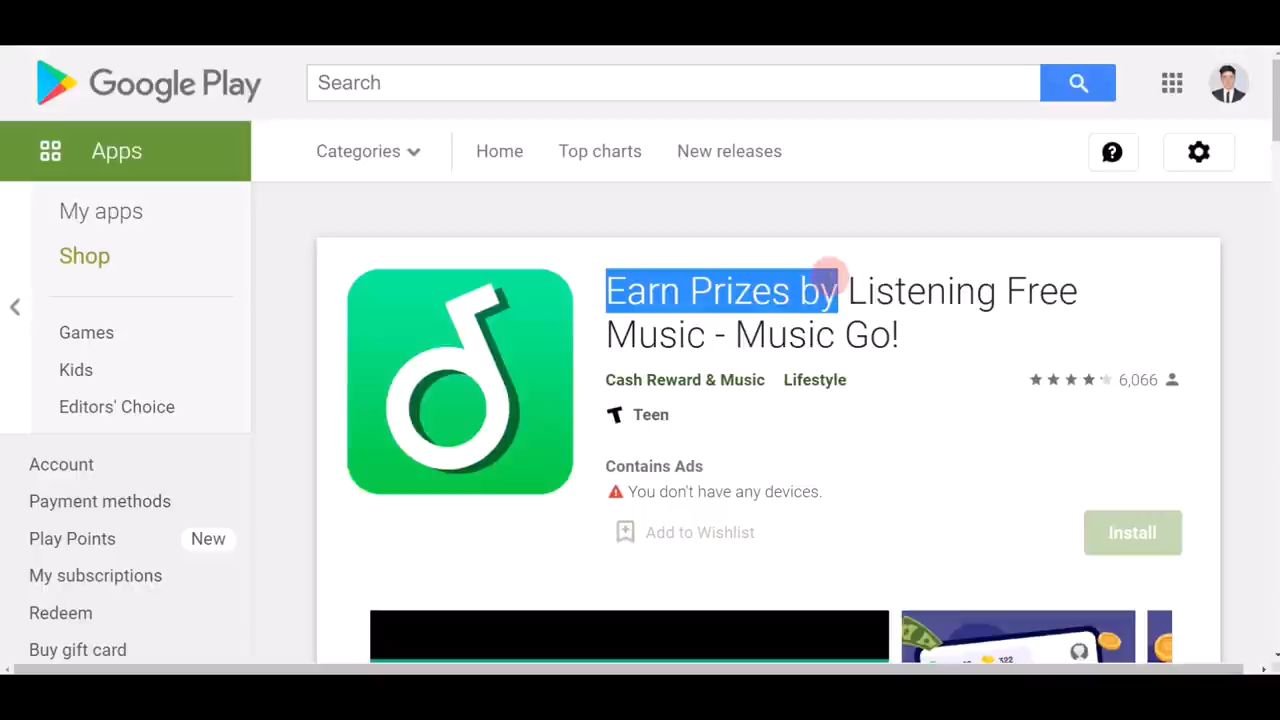 Google Play
Search
Apps
Categories
Home
Top charts
New releases
My apps
Shop
Games
Kids
Editors' Choice
Account
Payment methods
Play Points
New
My subscriptions
Redeem
Buy gift card
Earn Prizes by Listening Free
Music - Music Go!
Cash Reward & Music
Lifestyle
6,066
Teen
Contains Ads
You don't have any devices.
Add to Wishlist
Install
322